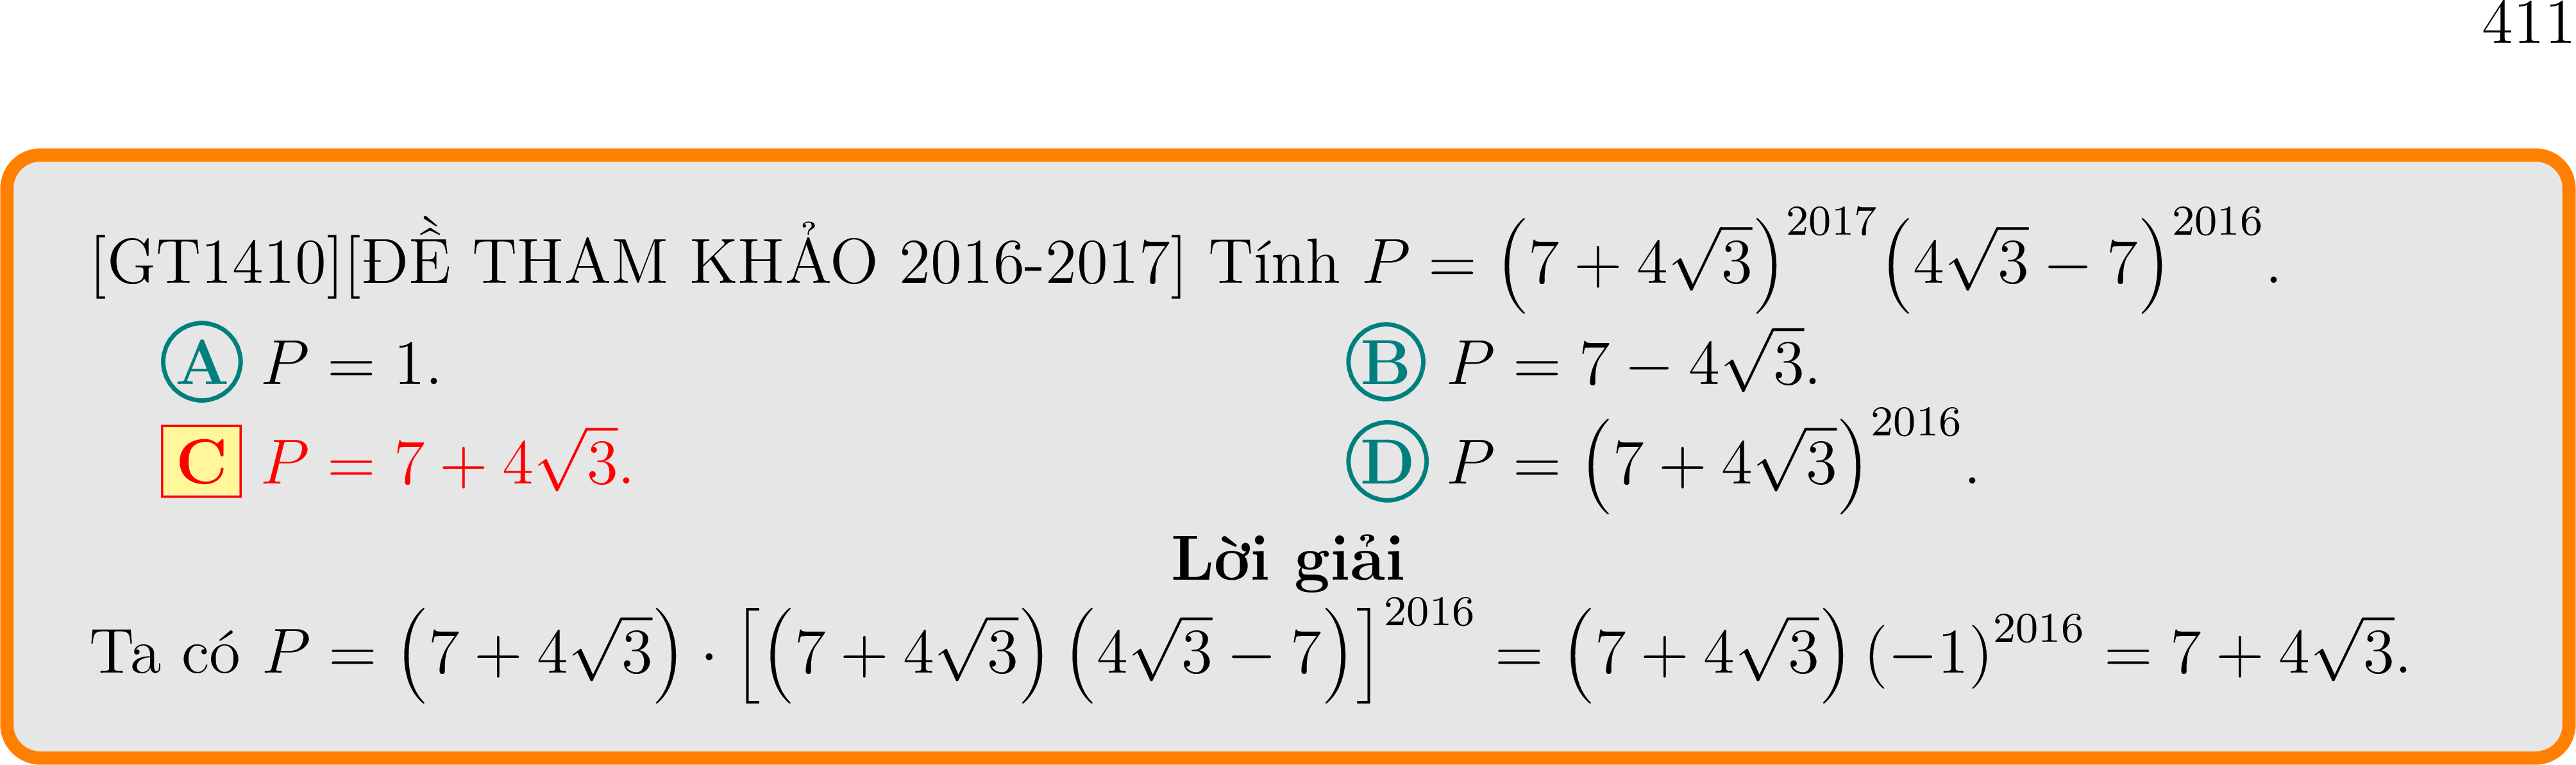 411
[GT1410][ĐỀ THAM KHẢO 2016-2017] Tính $P = \left(7 + 4\sqrt{3}\right)^{2017} \left(4\sqrt{3} - 7\right)^{2016}$.
A $P = 1$. B $P = 7 - 4\sqrt{3}$.
C $P = 7 + 4\sqrt{3}$. D $P = \left(7 + 4\sqrt{3}\right)^{2016}$.
Lời giải
Ta có $P = \left(7 + 4\sqrt{3}\right) \cdot \left[\left(7 + 4\sqrt{3}\right)\left(4\sqrt{3} - 7\right)\right]^{2016} = \left(7 + 4\sqrt{3}\right)(-1)^{2016} = 7 + 4\sqrt{3}$.